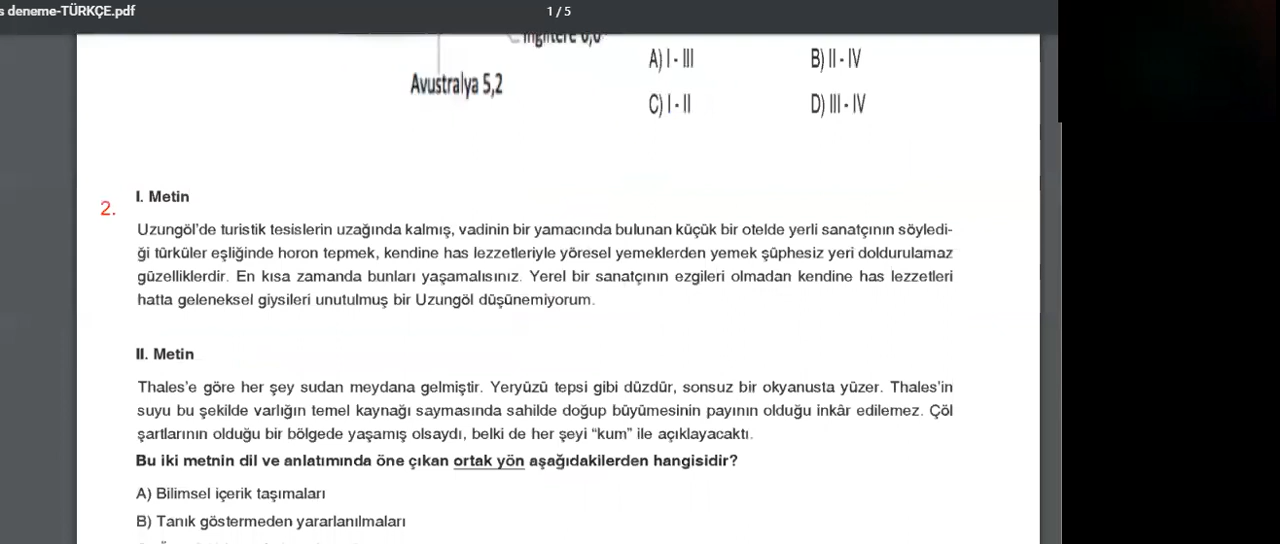 s deneme-TÜRKÇE.pdf
1 / 5
A) I - III
B) II - IV
Avustralya 5,2
C) I - II
D) III - IV
I. Metin
2.
Uzungöl’de turistik tesislerin uzağında kalmış, vadinin bir yamacında bulunan küçük bir otelde yerli sanatçının söyledi-
ği türküler eşliğinde horon tepmek, kendine has lezzetleriyle yöresel yemeklerden yemek şüphesiz yeri doldurulamaz
güzelliklerdir. En kısa zamanda bunları yaşamalısınız. Yerel bir sanatçının ezgileri olmadan kendine has lezzetleri
hatta geleneksel giysileri unutulmuş bir Uzungöl düşünemiyorum.
II. Metin
Thales’e göre her şey sudan meydana gelmiştir. Yeryüzü tepsi gibi düzdür, sonsuz bir okyanusta yüzer. Thales’in
suyu bu şekilde varlığın temel kaynağı saymasında sahilde doğup büyümesinin payının olduğu inkâr edilemez. Çöl
şartlarının olduğu bir bölgede yaşamış olsaydı, belki de her şeyi “kum” ile açıklayacaktı.
Bu iki metnin dil ve anlatımında öne çıkan ortak yön aşağıdakilerden hangisidir?
A) Bilimsel içerik taşımaları
B) Tanık göstermeden yararlanılmaları